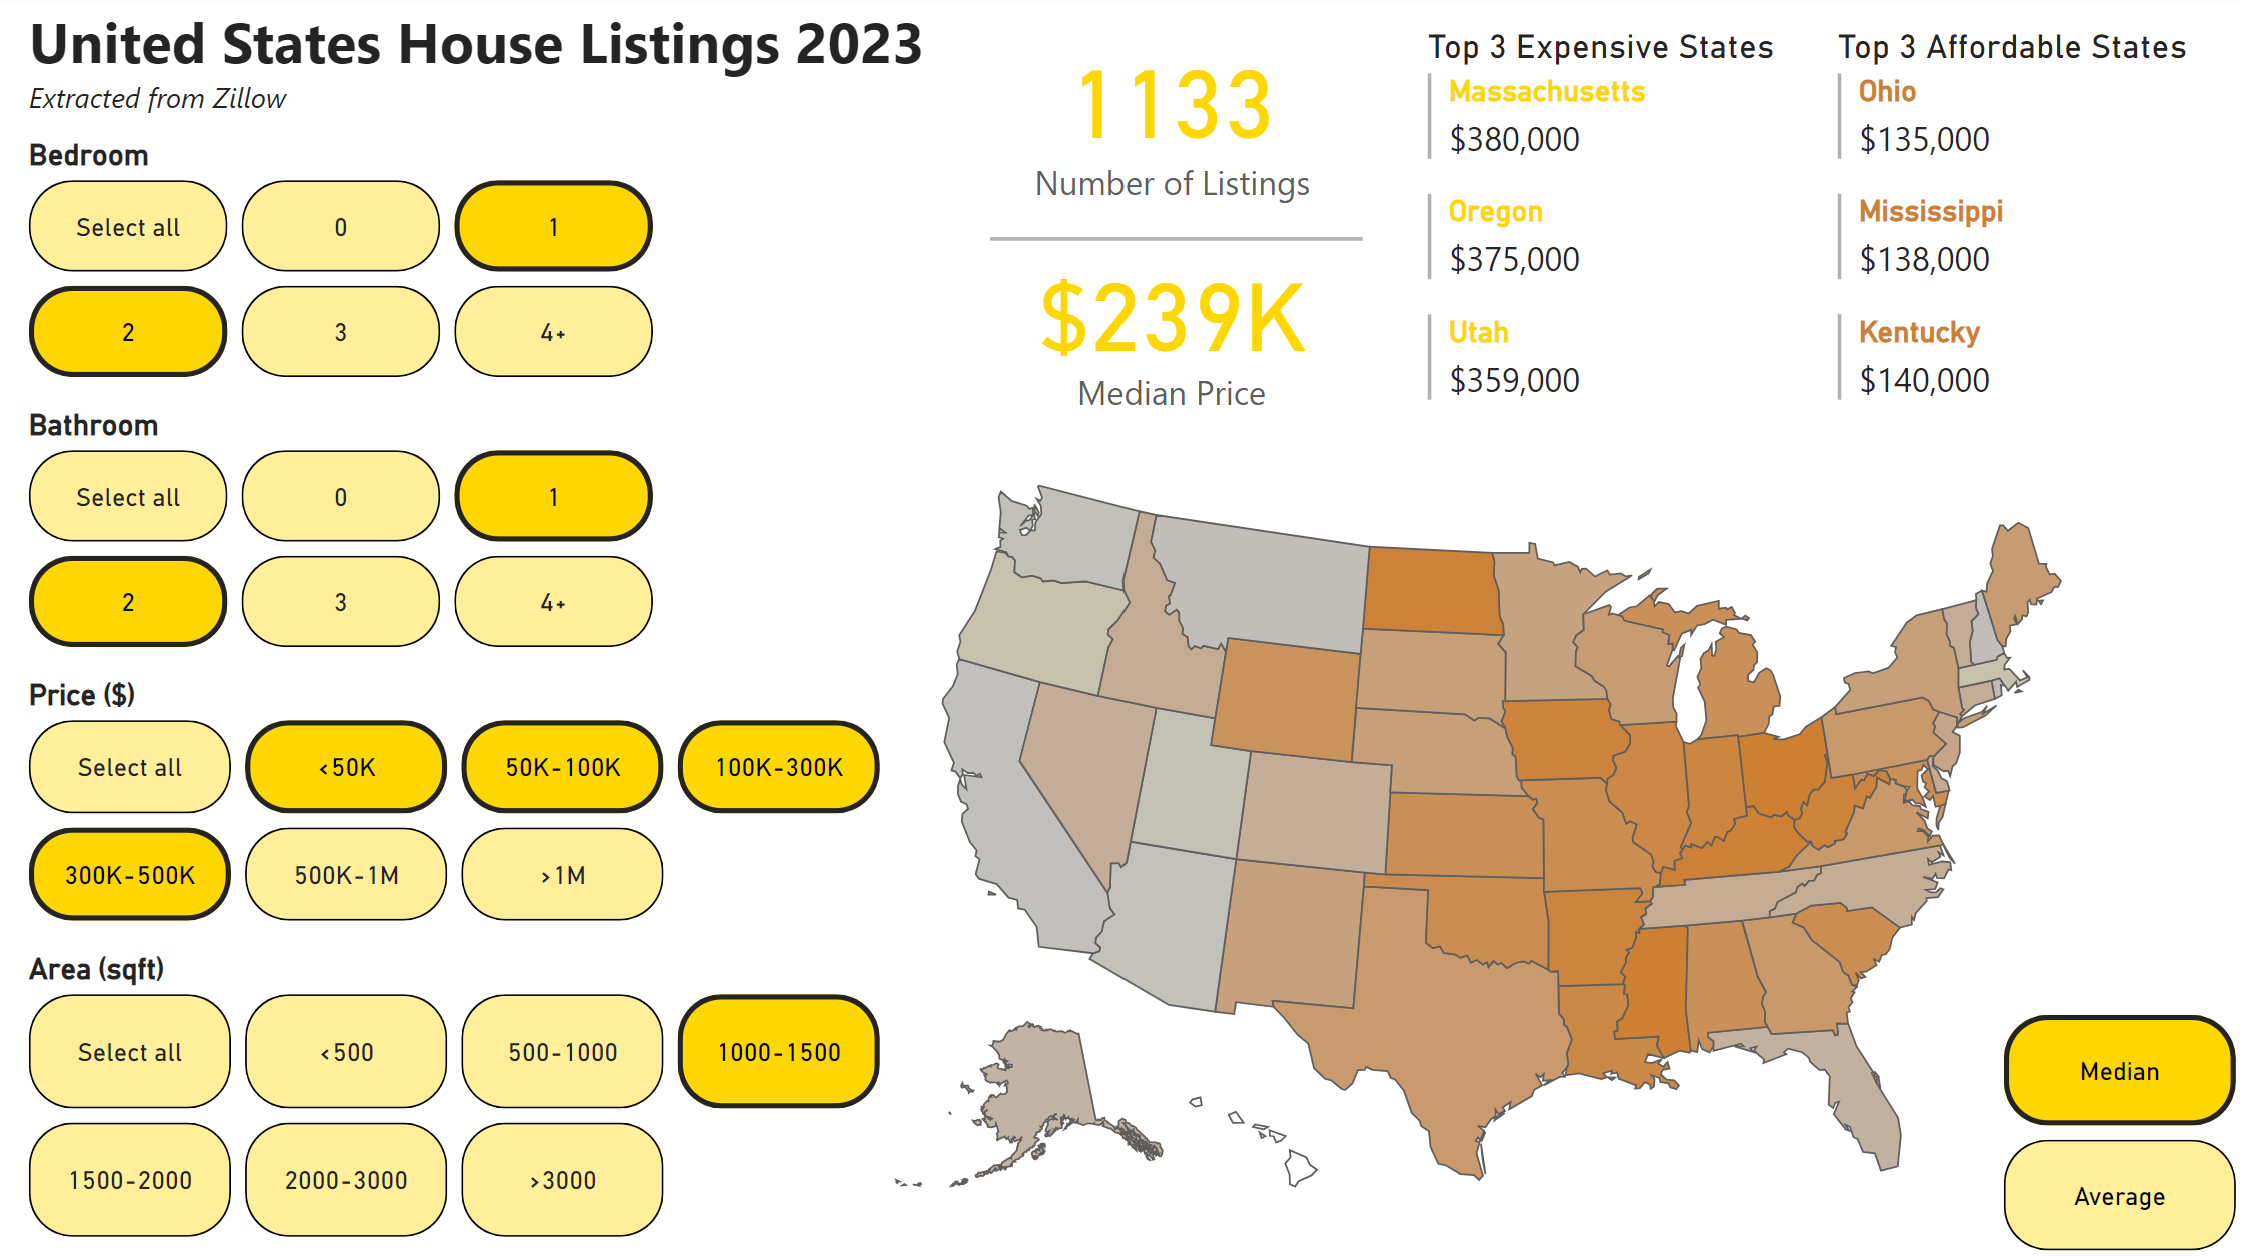 United States House Listings 2023
Extracted from Zillow
Bedroom
Select all
0
1
2
3
4+
Bathroom
Select all
0
1
2
3
4+
Price ($)
Select all
<50K
50K-100K
100K-300K
300K-500K
500K-1M
>1M
Area (sqft)
Select all
<500
500-1000
1000-1500
1500-2000
2000-3000
>3000
1133
Number of Listings
$239K
Median Price
Top 3 Expensive States
Massachusetts
$380,000
Oregon
$375,000
Utah
$359,000
Top 3 Affordable States
Ohio
$135,000
Mississippi
$138,000
Kentucky
$140,000
Median
Average